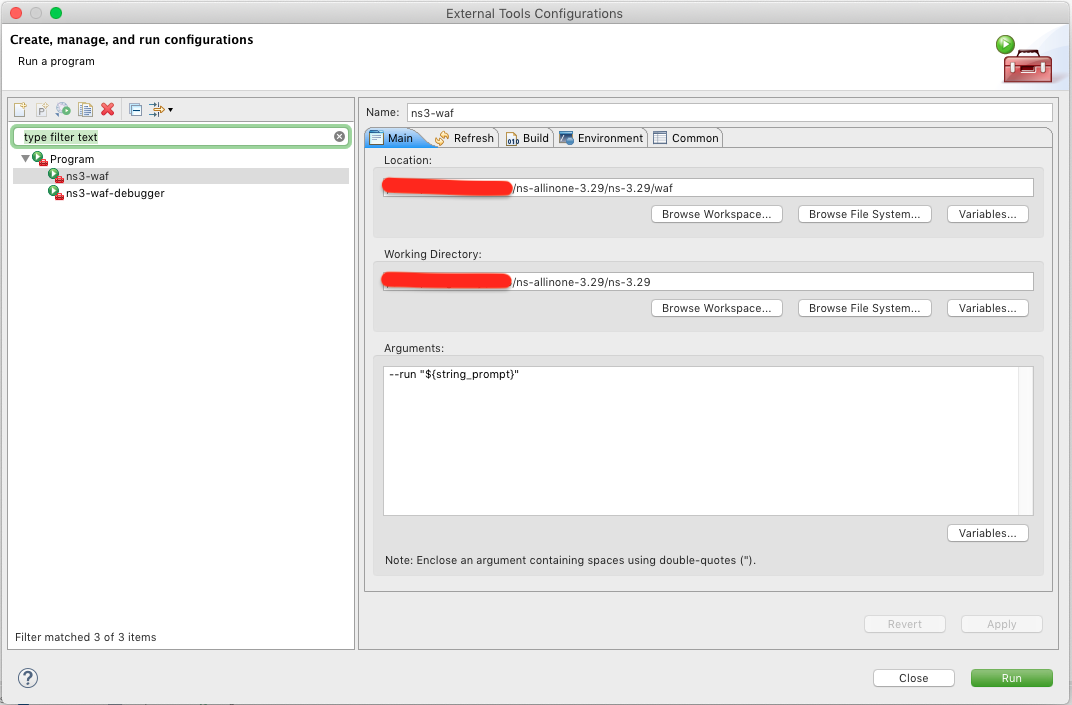 External Tools Configurations
Create, manage, and run configurations
Run a program
type filter text
Program
ns3-waf
ns3-waf-debugger
Filter matched 3 of 3 items
Name: ns3-waf
Main Refresh Build Environment Common
Location:
/ns-allinone-3.29/ns-3.29/waf
Browse Workspace... Browse File System... Variables...
Working Directory:
/ns-allinone-3.29/ns-3.29
Browse Workspace... Browse File System... Variables...
Arguments:
--run "${string_prompt}"
Variables...
Note: Enclose an argument containing spaces using double-quotes (").
Revert Apply
? Close Run